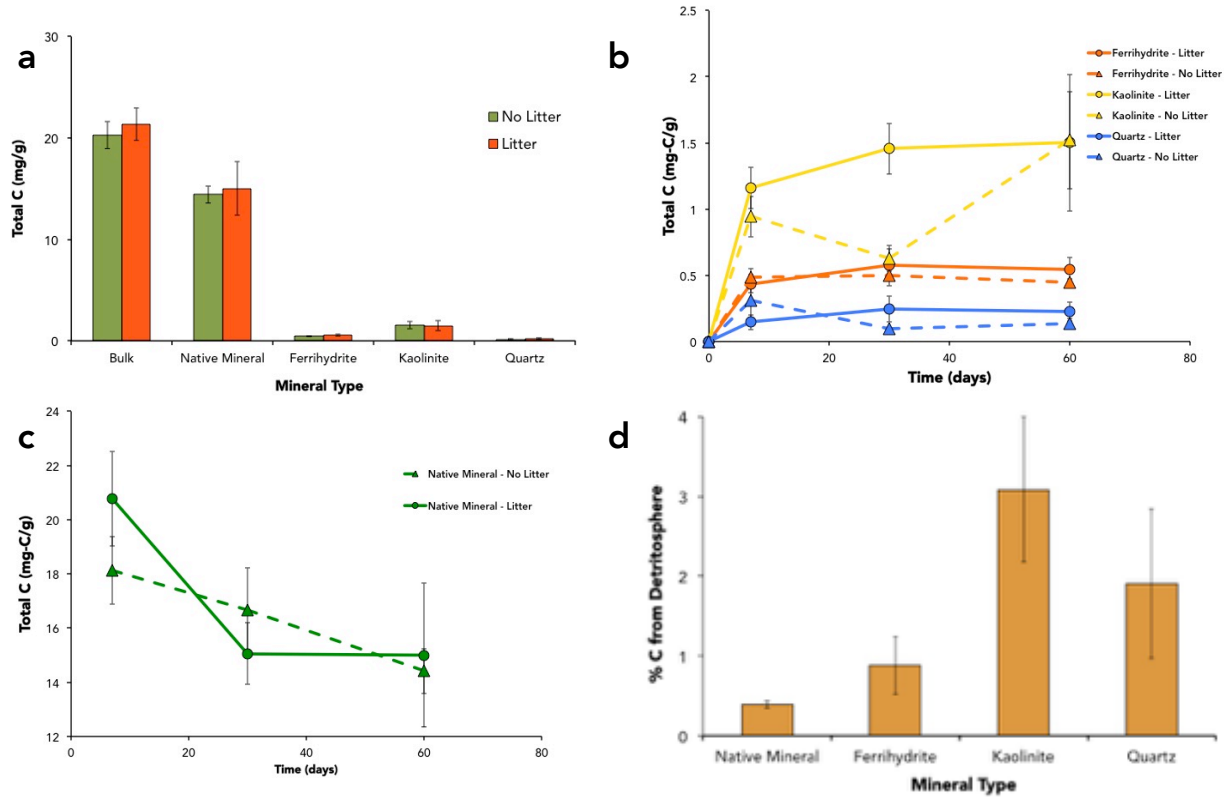 a
30
20
10
0
Total C (mg/g)
No Litter
Litter
Bulk Native Mineral Ferrihydrite Kaolinite Quartz
Mineral Type
b
2.5
2
1.5
1
0.5
0
Total C (mg-C/g)
Ferrihydrite - Litter
Ferrihydrite - No Litter
Kaolinite - Litter
Kaolinite - No Litter
Quartz - Litter
Quartz - No Litter
0 20 40 60 80
Time (days)
c
24
22
20
18
16
14
12
Total C (mg-C/g)
Native Mineral - No Litter
Native Mineral - Litter
0 20 40 60 80
Time (days)
d
4
3
2
1
0
% C from Detritosphere
Native Mineral Ferrihydrite Kaolinite Quartz
Mineral Type